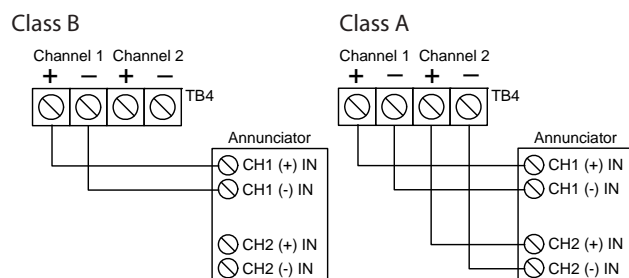 Class B
Channel 1 Channel 2
+ − + −
TB4
Annunciator
CH1 (+) IN
CH1 (-) IN
CH2 (+) IN
CH2 (-) IN
Class A
Channel 1 Channel 2
+ − + −
TB4
Annunciator
CH1 (+) IN
CH1 (-) IN
CH2 (+) IN
CH2 (-) IN